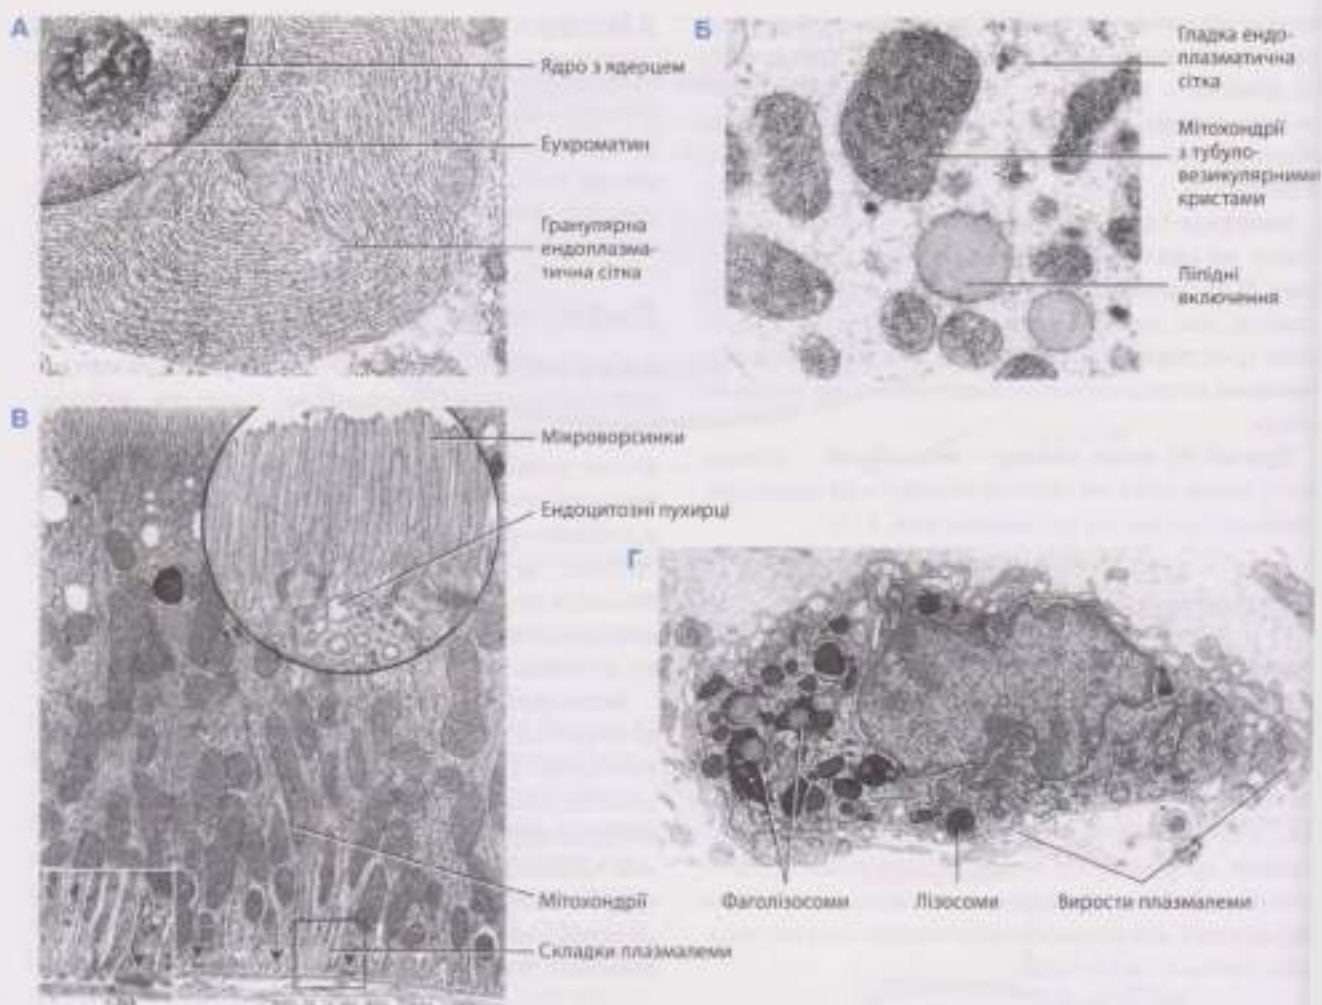 А
Ядро з ядерцем
Еухроматин
Гранулярна
ендоплазма-
тична сітка
Б
Гладка ендо-
плазматична
сітка
Мітохондрії
з тубуло-
везикулярними
кристами
Ліпідні
включення
В
Мікроворсинки
Ендоцитозні пухирці
Мітохондрії
Складки плазмалеми
Г
Фаголізосоми
Лізосоми
Вирости плазмалеми